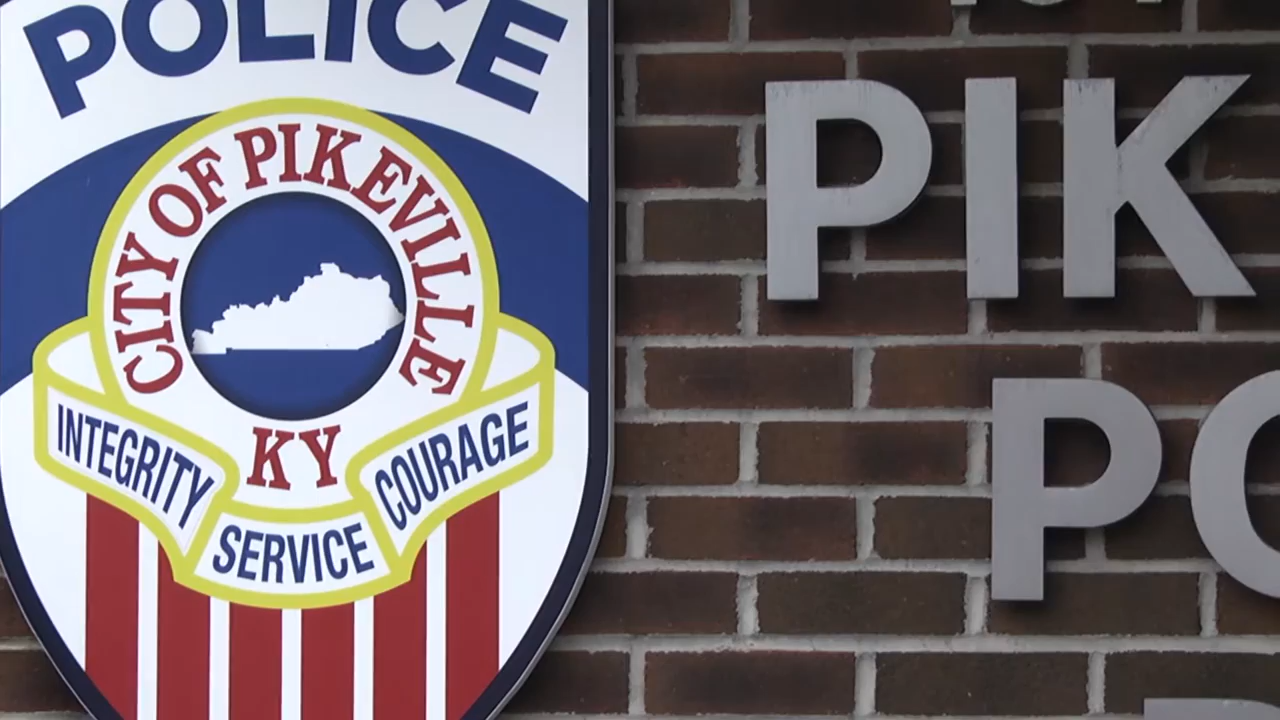 POLICE
CITY OF PIKEVILLE
KY
INTEGRITY
SERVICE
COURAGE
PIK
PO